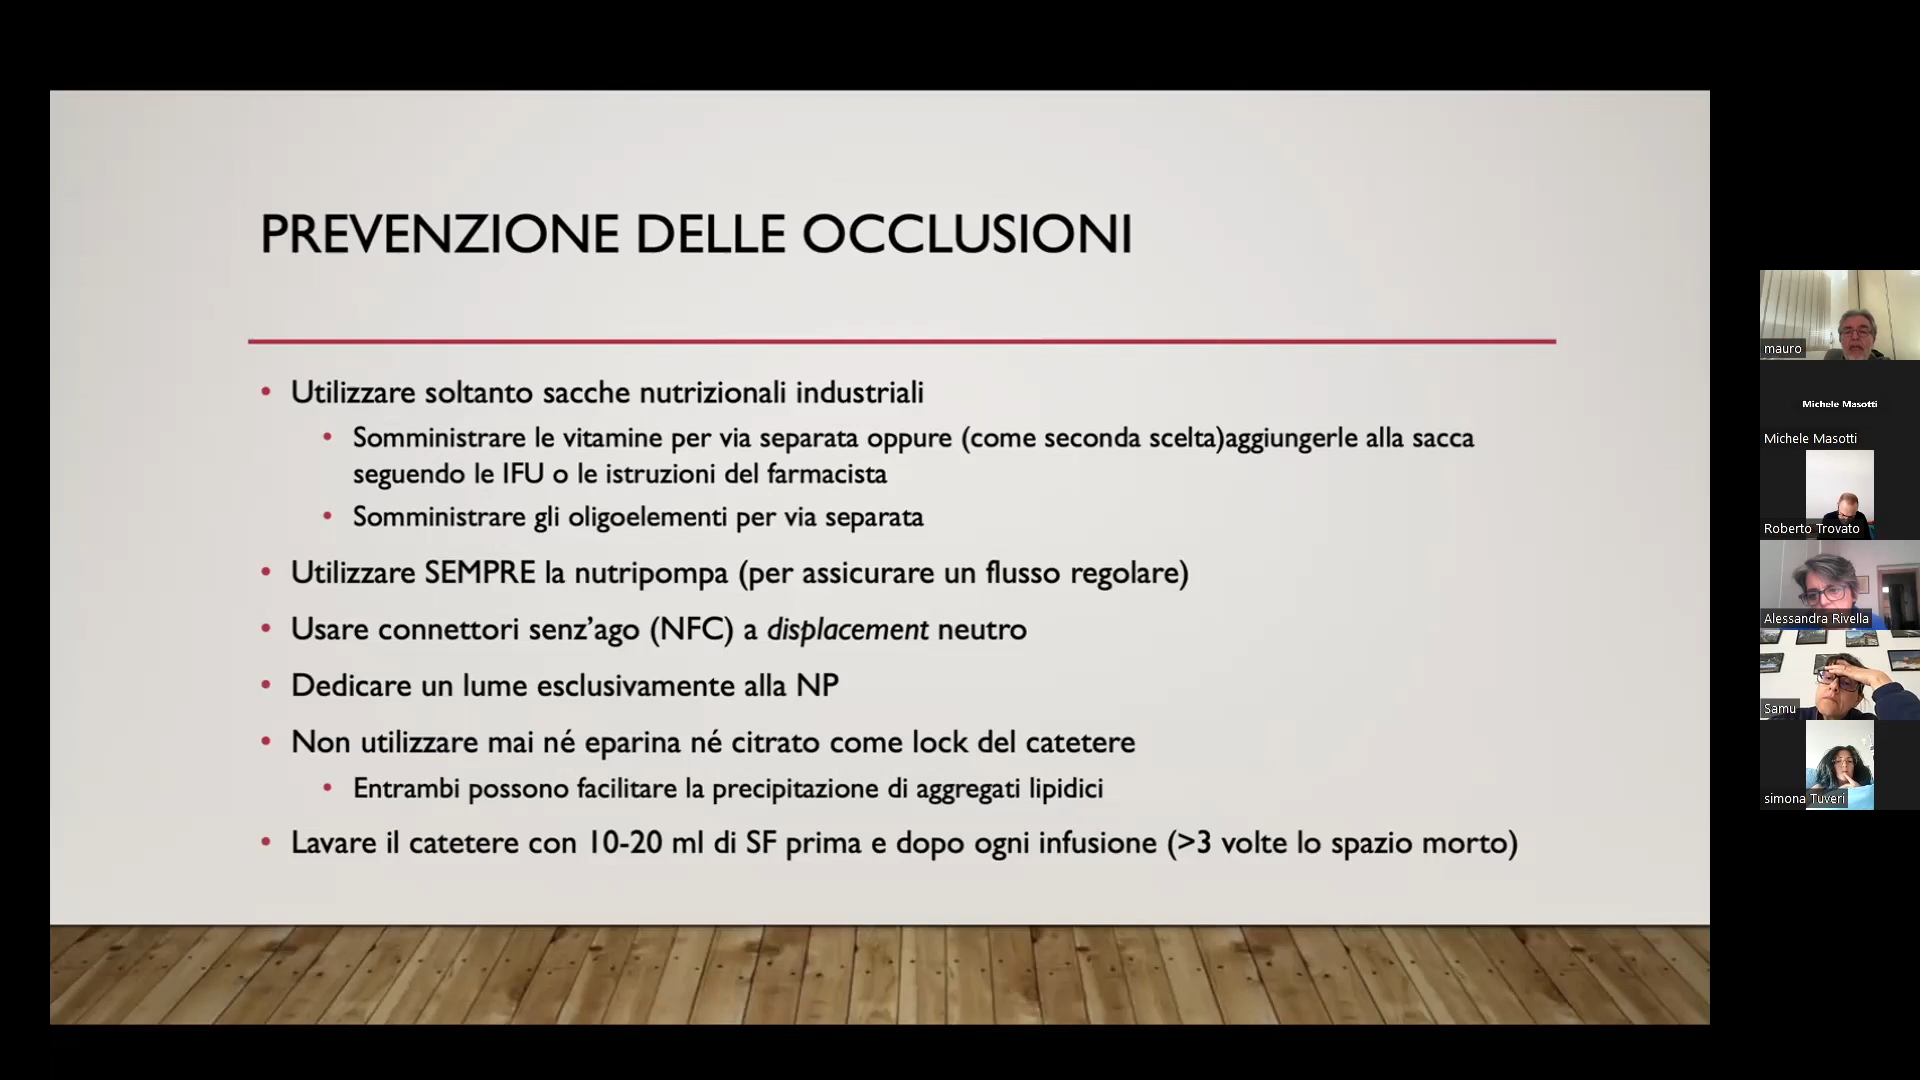 PREVENZIONE DELLE OCCLUSIONI
• Utilizzare soltanto sacche nutrizionali industriali
• Somministrare le vitamine per via separata oppure (come seconda scelta)aggiungerle alla sacca
seguendo le IFU o le istruzioni del farmacista
• Somministrare gli oligoelementi per via separata
• Utilizzare SEMPRE la nutripompa (per assicurare un flusso regolare)
• Usare connettori senz’ago (NFC) a displacement neutro
• Dedicare un lume esclusivamente alla NP
• Non utilizzare mai né eparina né citrato come lock del catetere
• Entrambi possono facilitare la precipitazione di aggregati lipidici
• Lavare il catetere con 10-20 ml di SF prima e dopo ogni infusione (>3 volte lo spazio morto)
mauro
Michele Masotti
Michele Masotti
Roberto Trovato
Alessandra Rivella
Samu
simona Tuveri